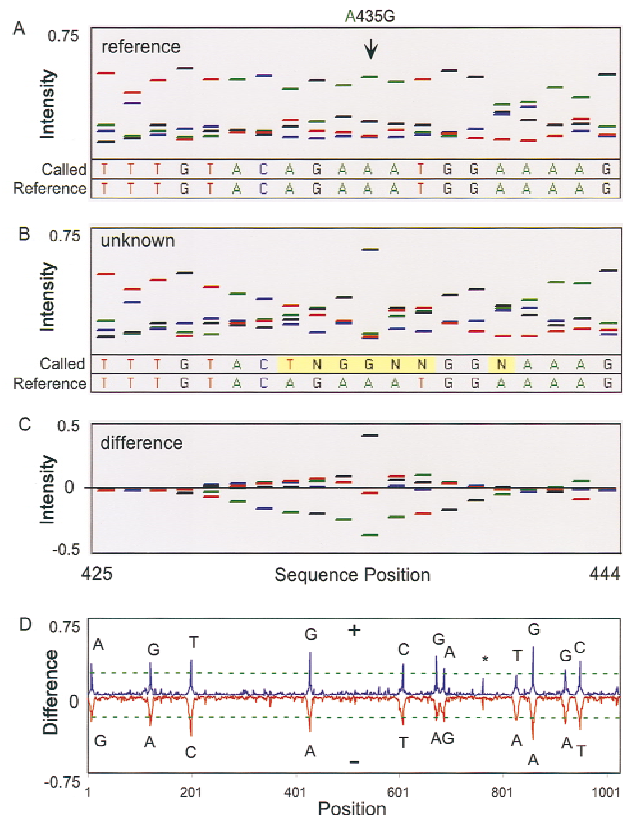 A435G
A
0.75
reference
Intensity
Called T T T G T A C A G A A A T G G A A A A G
Reference T T T G T A C A G A A A T G G A A A A G
B
0.75
unknown
Intensity
Called T T T G T A C T N G G N N G G N A A A G
Reference T T T G T A C A G A A A T G G A A A A G
C
0.5
difference
Intensity
0
-0.5
425 Sequence Position 444
D
0.75
Difference
0
-0.75
A G T G + C G A * T G G C
G A C A − T A G A A A T
1 201 401 601 801 1001
Position